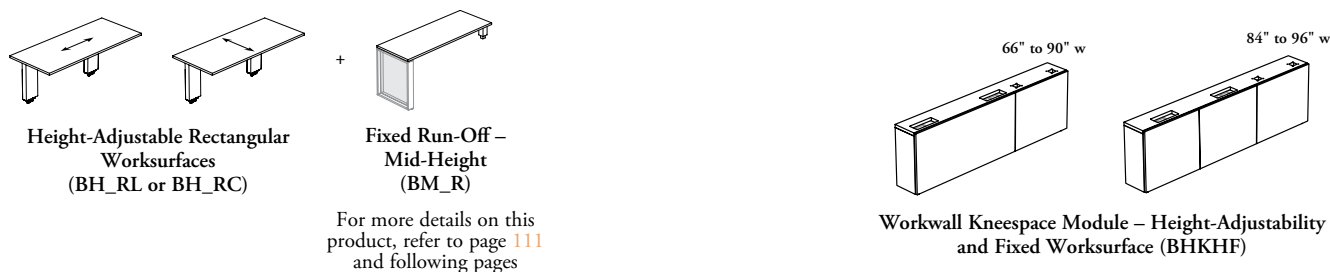 +
Height-Adjustable Rectangular
Worksurfaces
(BH_RL or BH_RC)
Fixed Run-Off –
Mid-Height
(BM_R)
For more details on this
product, refer to page 111
and following pages
66" to 90" w
84" to 96" w
Workwall Kneespace Module – Height-Adjustability
and Fixed Worksurface (BHKHF)